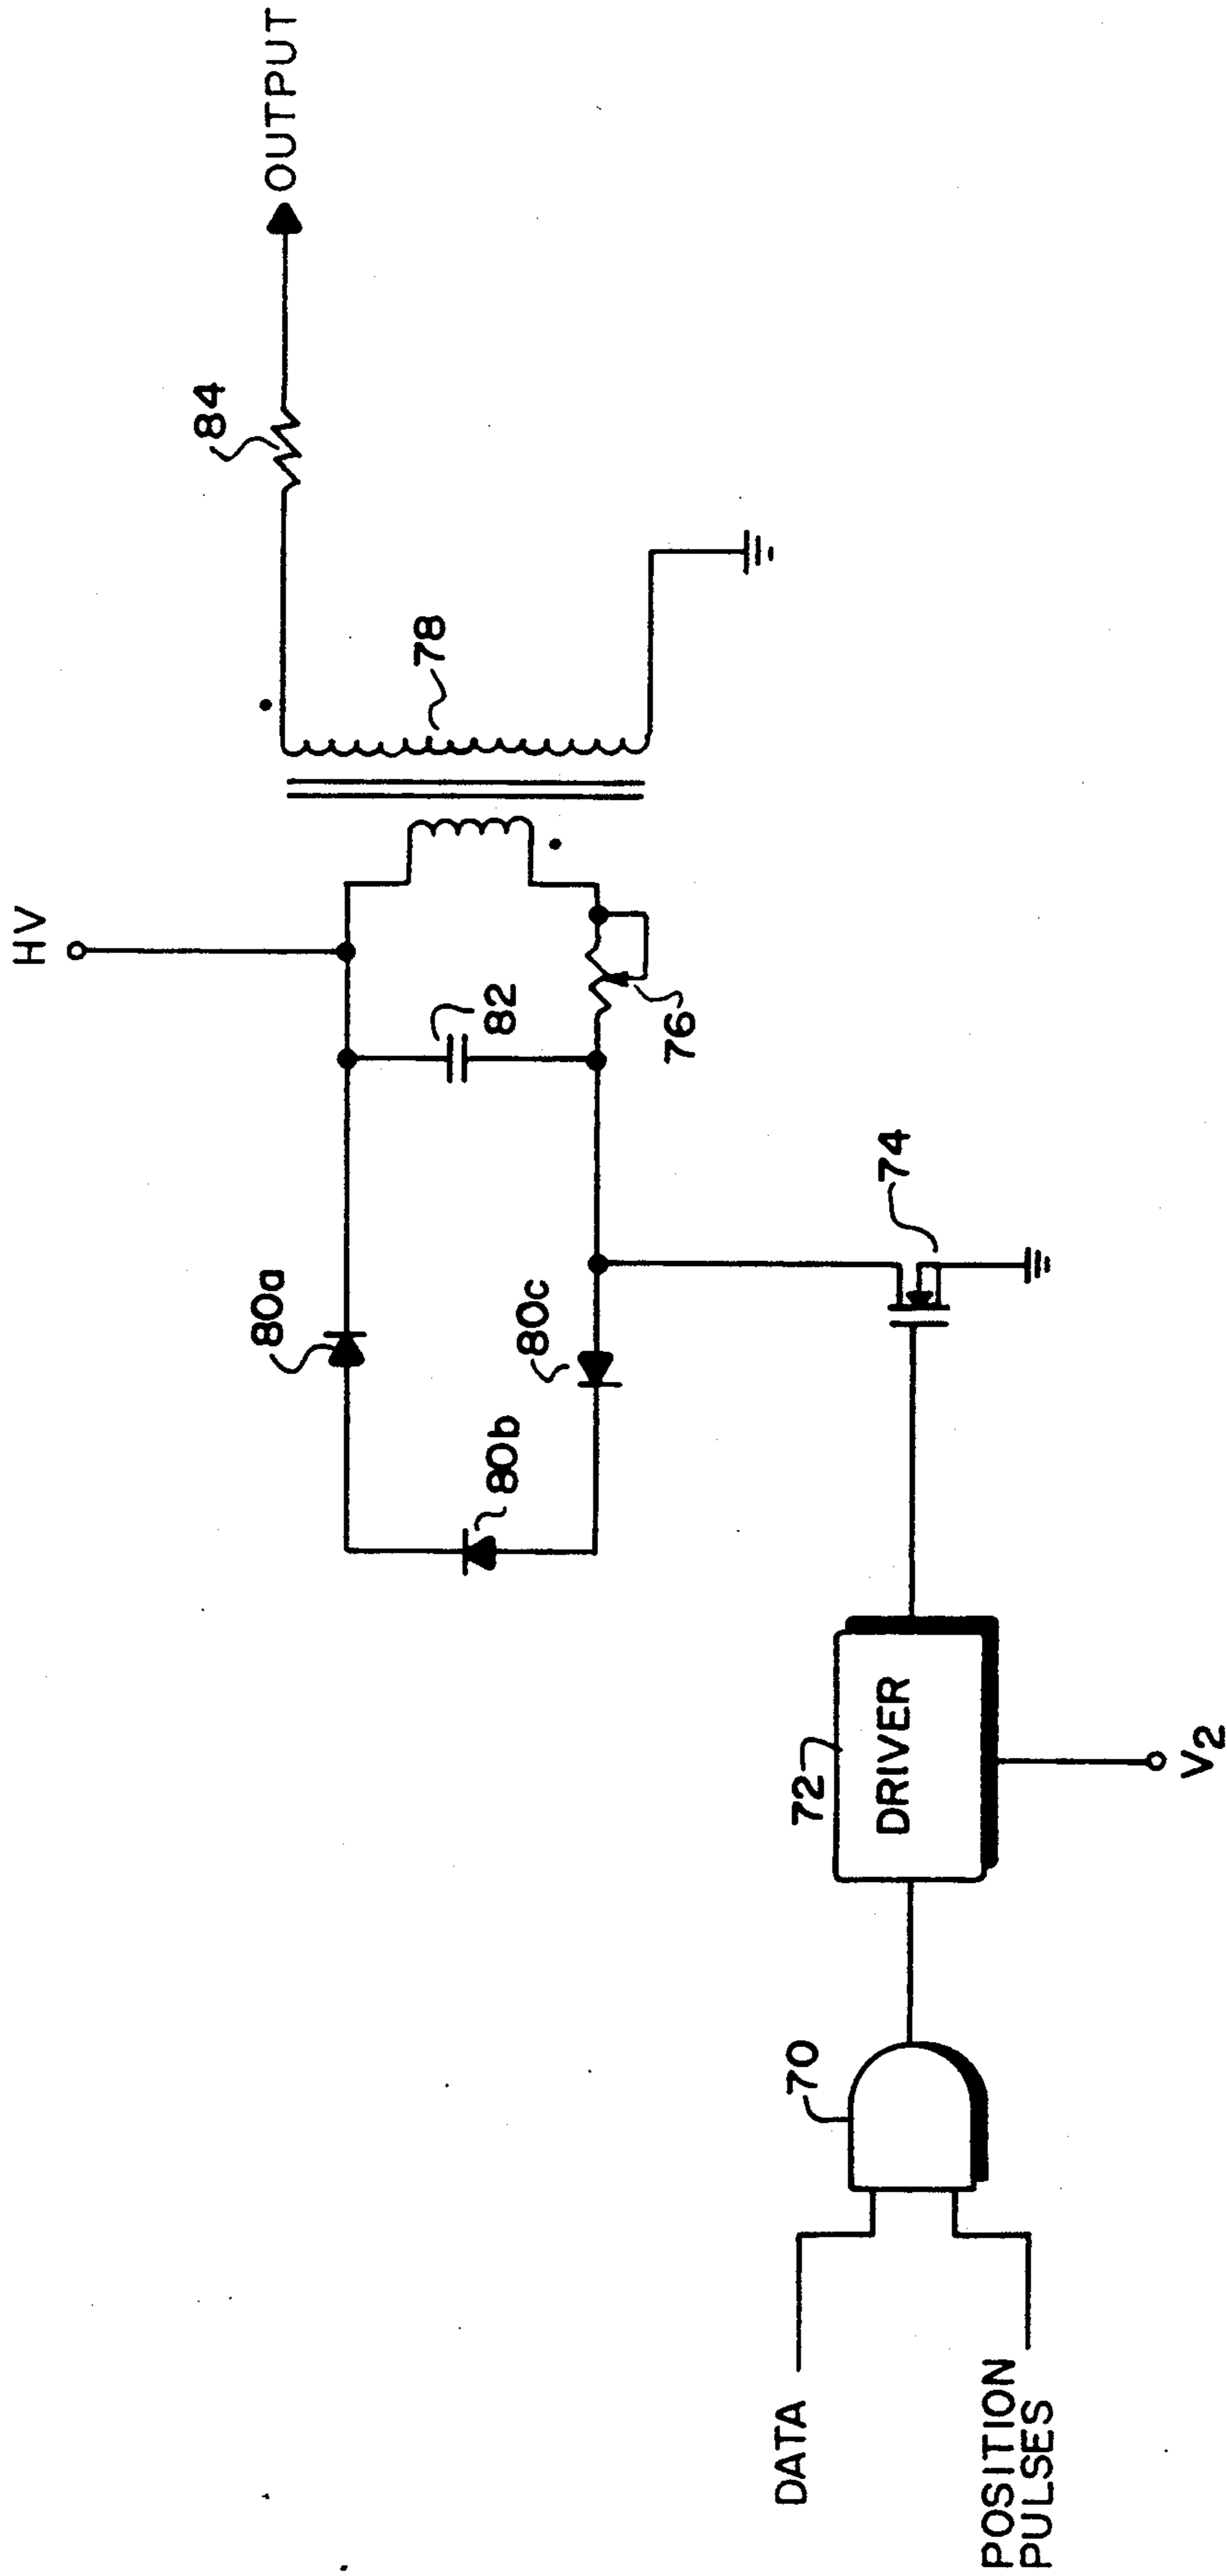 HV
OUTPUT
84
78
82
76
80a
80b
80c
74
72
DRIVER
V2
70
DATA
POSITION
PULSES